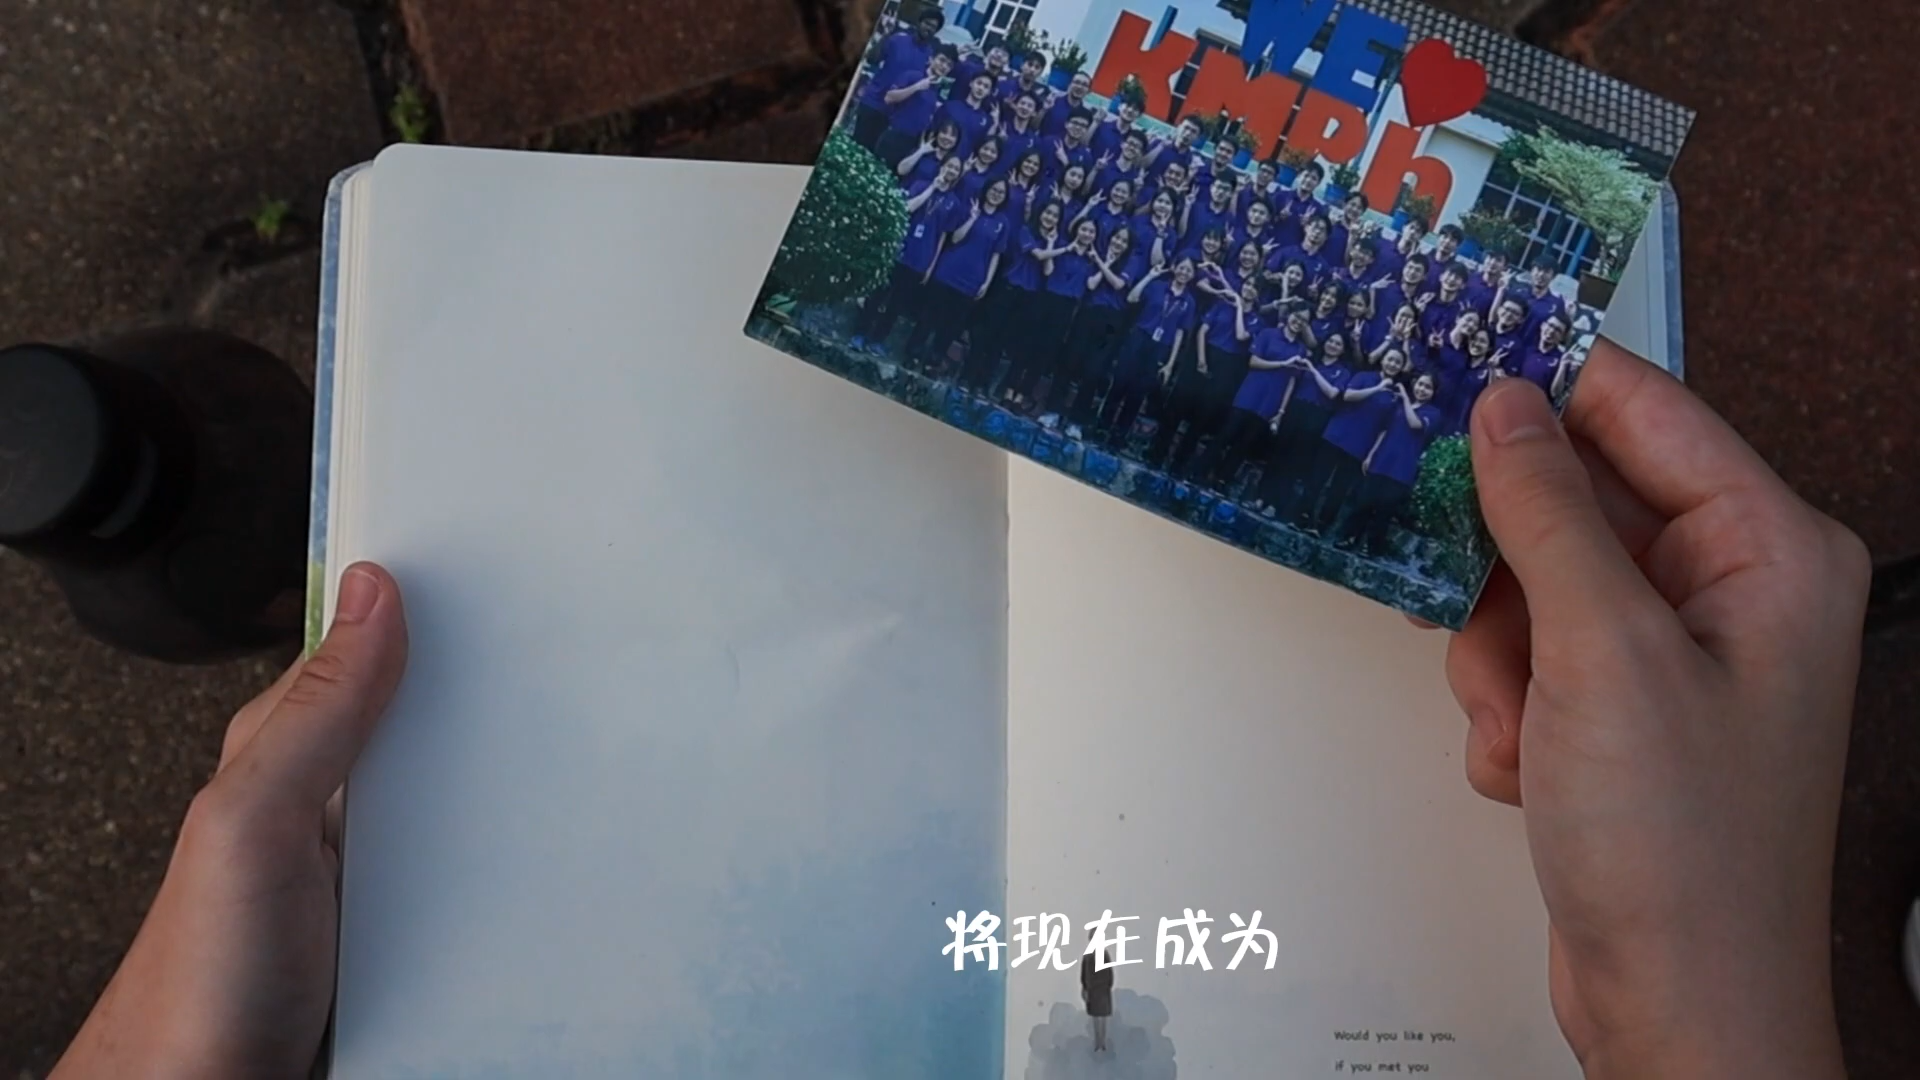 WE
KMPh
将现在成为
Would you like you,
if you met you